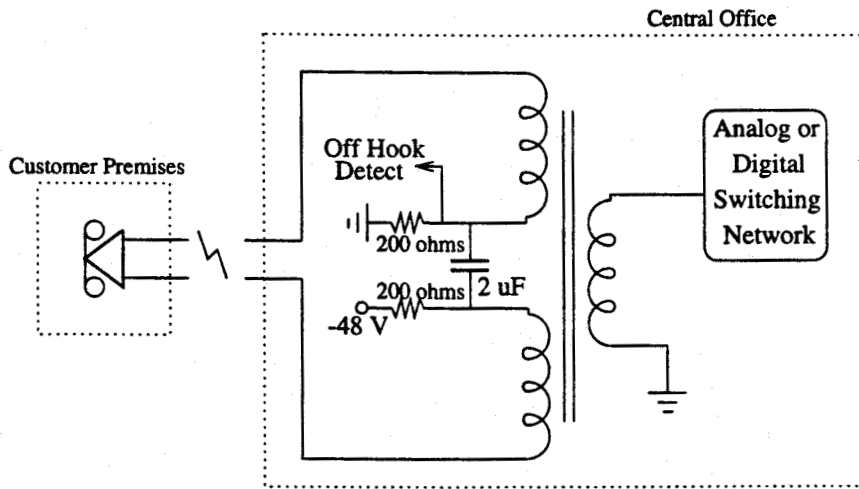 Central Office
Customer Premises
Off Hook
Detect
200 ohms
200 ohms
2 uF
-48 V
Analog or
Digital
Switching
Network